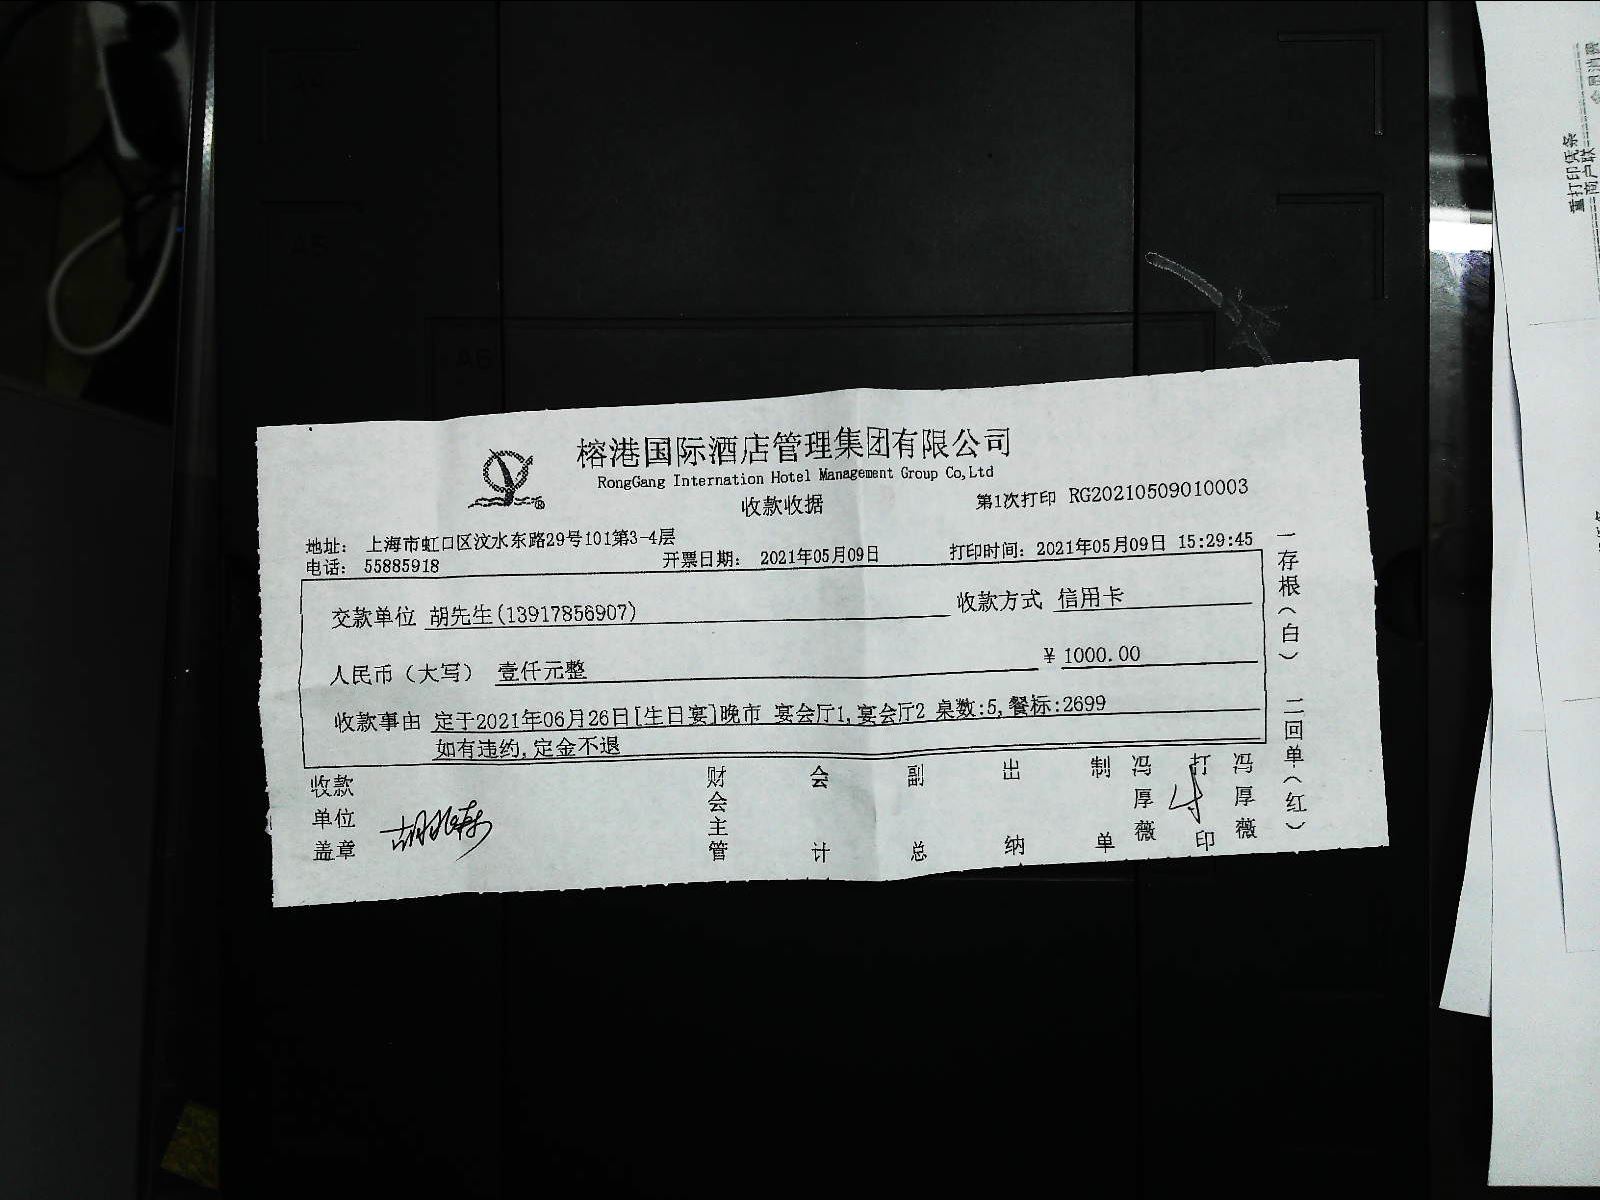 榕港国际酒店管理集团有限公司
RongGang Internation Hotel Management Group Co,Ltd
收款收据
第1次打印 RG20210509010003
地址： 上海市虹口区汶水东路29号101第3-4层
电话： 55885918
开票日期： 2021年05月09日
打印时间：2021年05月09日 15:29:45
交款单位 胡先生(13917856907)
收款方式 信用卡
人民币（大写） 壹仟元整
¥ 1000.00
收款事由 定于2021年06月26日[生日宴]晚市 宴会厅1,宴会厅2 桌数:5,餐标:2699
如有违约,定金不退
收款单位盖章
财会主管
会计
副总
出纳
制单 冯厚薇
打印 冯厚薇
一存根（白） 二回单（红）
A5
A6